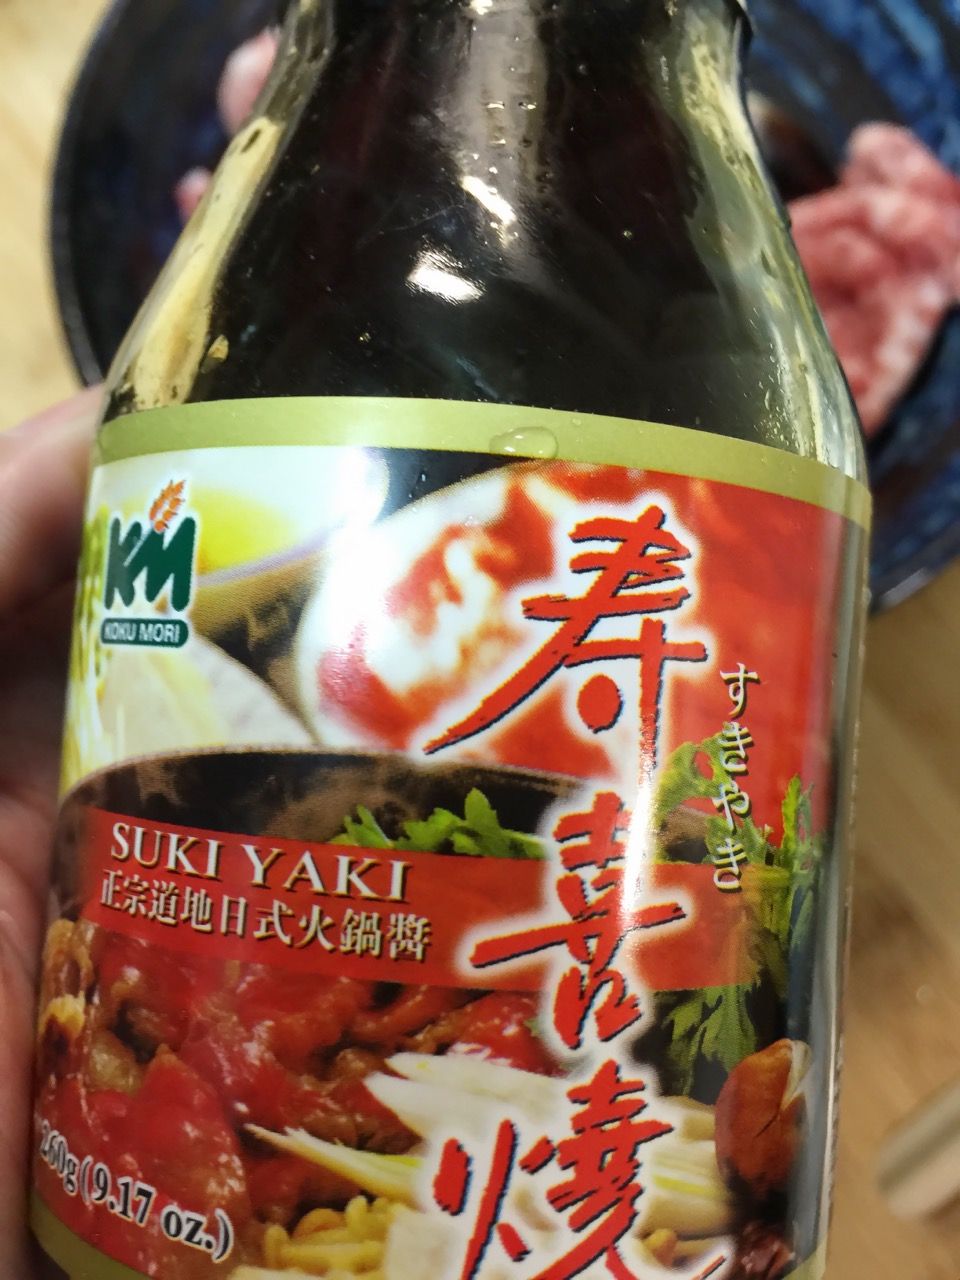 KM
KOKU MORI
寿喜燒
すきやき
SUKI YAKI
正宗道地日式火鍋醬
260g (9.17 oz.)